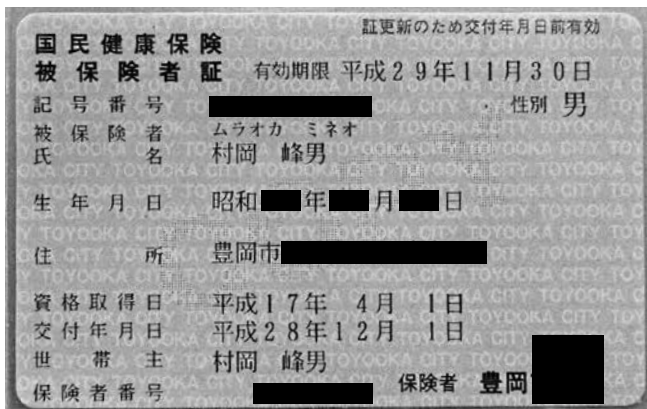 証更新のため交付年月日前有効
国民健康保険
被保険者証 有効期限 平成29年11月30日
記号番号 性別 男
ムラオカ ミネオ
被保険者
氏名 村岡 峰男
生年月日 昭和 年 月 日
住所 豊岡市
資格取得日 平成17年 4月 1日
交付年月日 平成28年12月 1日
世帯主 村岡 峰男
保険者番号 保険者 豊岡